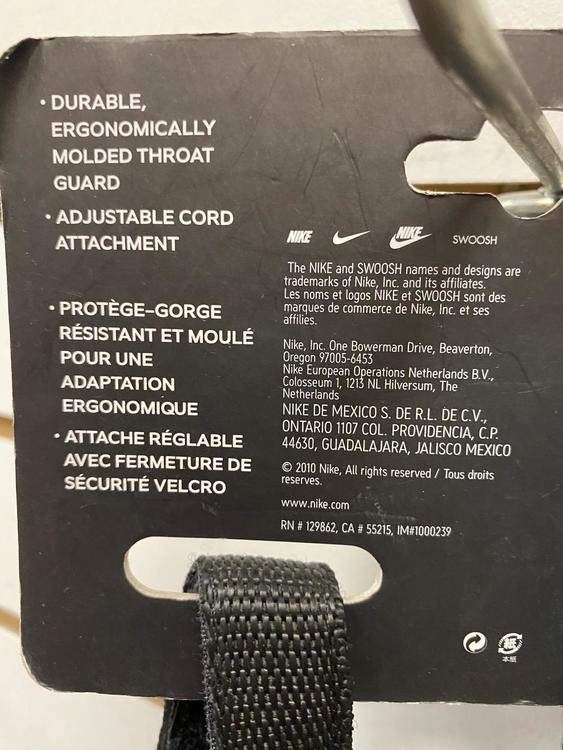 • DURABLE,
ERGONOMICALLY
MOLDED THROAT
GUARD
• ADJUSTABLE CORD
ATTACHMENT
• PROTÈGE-GORGE
RÉSISTANT ET MOULÉ
POUR UNE
ADAPTATION
ERGONOMIQUE
• ATTACHE RÉGLABLE
AVEC FERMETURE DE
SÉCURITÉ VELCRO
NIKE NIKE SWOOSH
The NIKE and SWOOSH names and designs are
trademarks of Nike, Inc. and its affiliates.
Les noms et logos NIKE et SWOOSH sont des
marques de commerce de Nike, Inc. et ses
affilies.
Nike, Inc. One Bowerman Drive, Beaverton,
Oregon 97005-6453
Nike European Operations Netherlands B.V.,
Colosseum 1, 1213 NL Hilversum, The
Netherlands
NIKE DE MEXICO S. DE R.L. DE C.V.,
ONTARIO 1107 COL. PROVIDENCIA, C.P.
44630, GUADALAJARA, JALISCO MEXICO
© 2010 Nike, All rights reserved / Tous droits
reserves.
www.nike.com
RN # 129862, CA # 55215, IM#1000239
紙
本紙